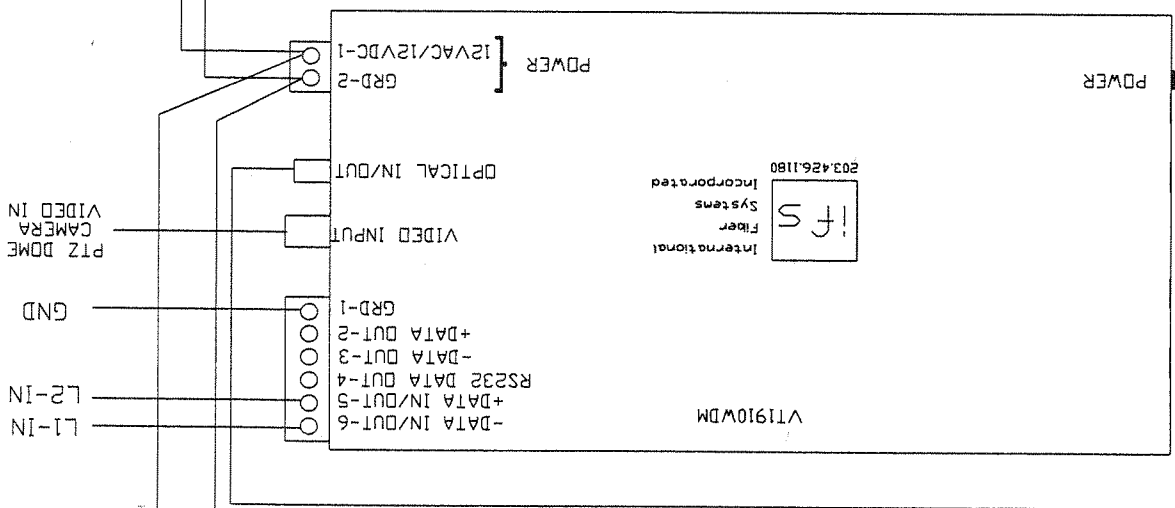 VT1910WDM
-DATA IN/OUT-6
+DATA IN/OUT-5
RS232 DATA OUT-4
-DATA OUT-3
+DATA OUT-2
GRD-1
L1-IN
L2-IN
GND
ifs
International
Fiber
Systems
Incorporated
203.426.1180
VIDEO INPUT
PTZ DOME
CAMERA
VIDEO IN
OPTICAL IN/OUT
POWER
POWER
GRD-2
12VAC/12VDC-1